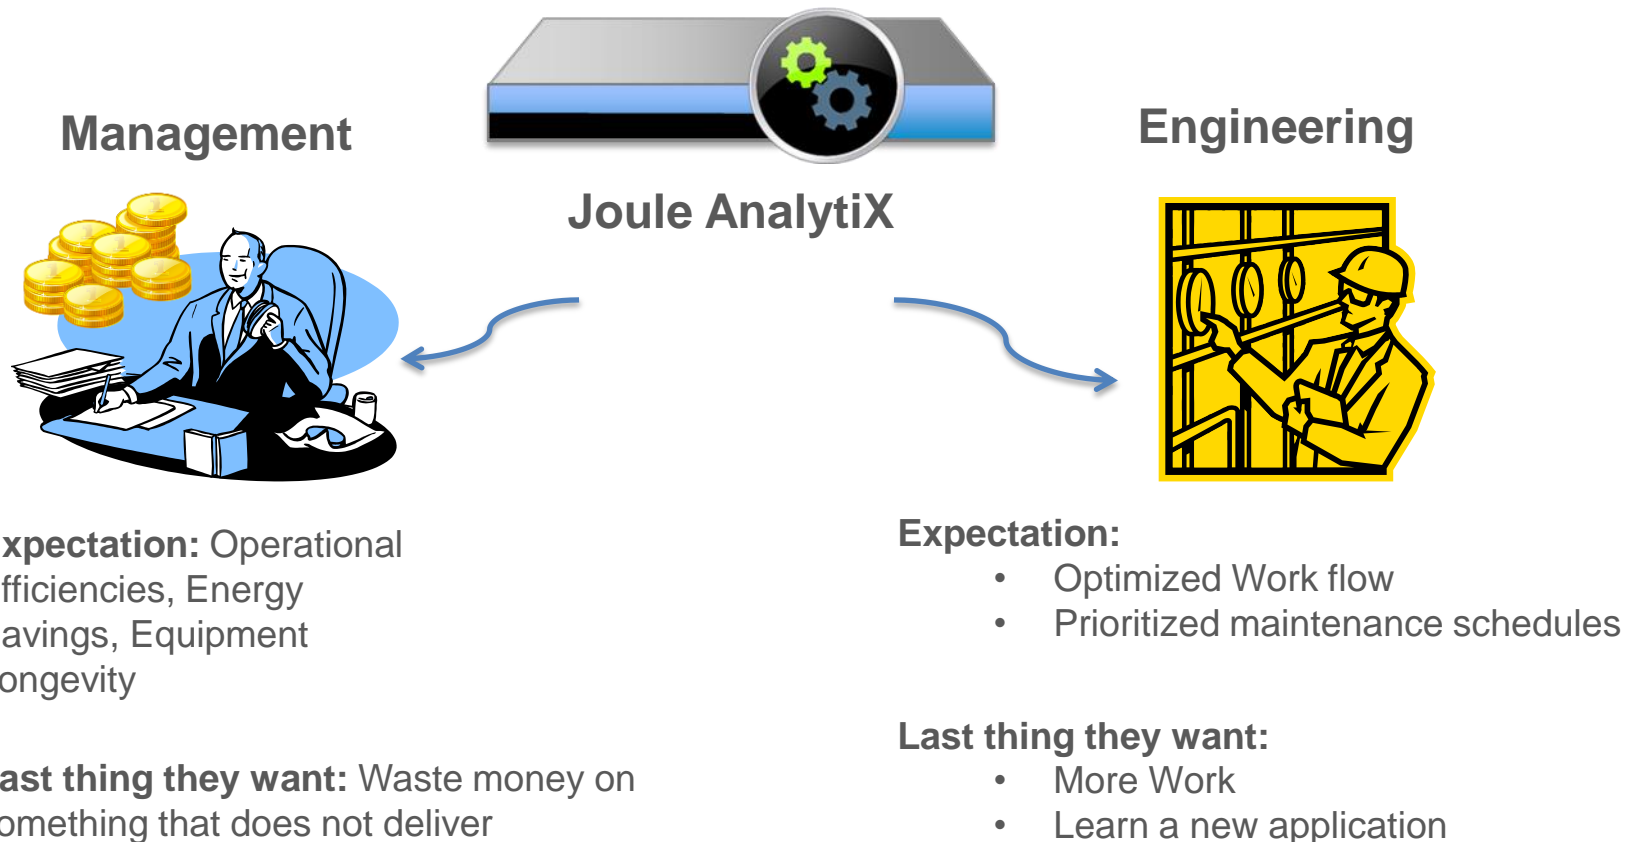 Management
Engineering
Joule AnalytiX
xpectation: Operational
fficiencies, Energy
avings, Equipment
ongevity
ast thing they want: Waste money on
omething that does not deliver
Expectation:
• Optimized Work flow
• Prioritized maintenance schedules
Last thing they want:
• More Work
• Learn a new application